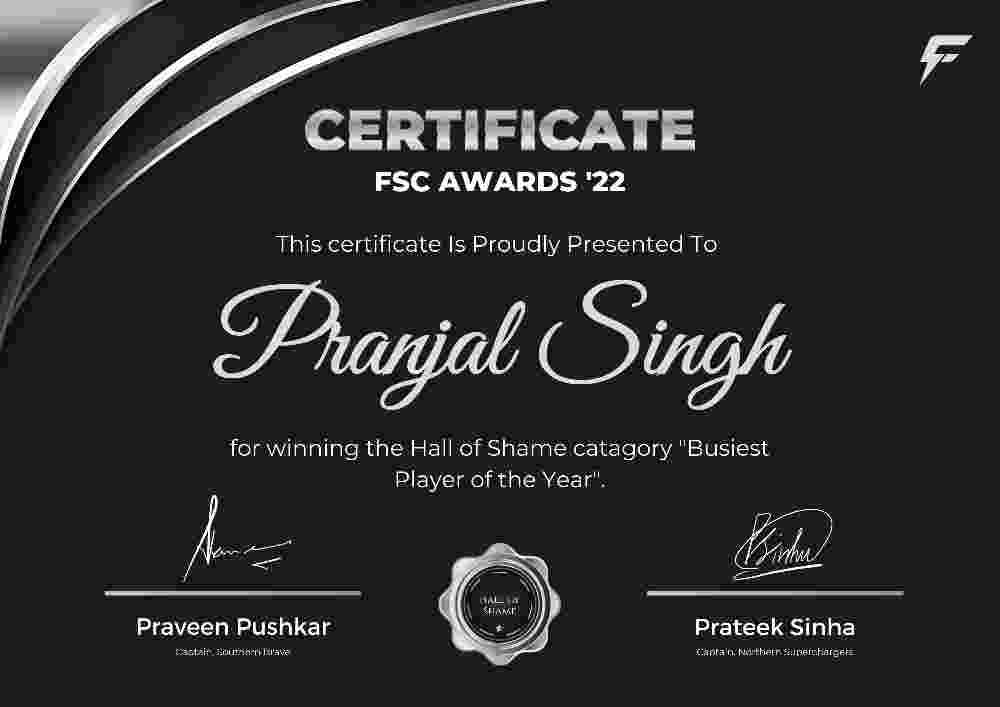 CERTIFICATE
FSC AWARDS '22
This certificate Is Proudly Presented To
Pranjal Singh
for winning the Hall of Shame catagory "Busiest
Player of the Year".
HALL OF
SHAME
Praveen Pushkar
Prateek Sinha
Captain, Southern Brave
Captain, Northern Superchargers